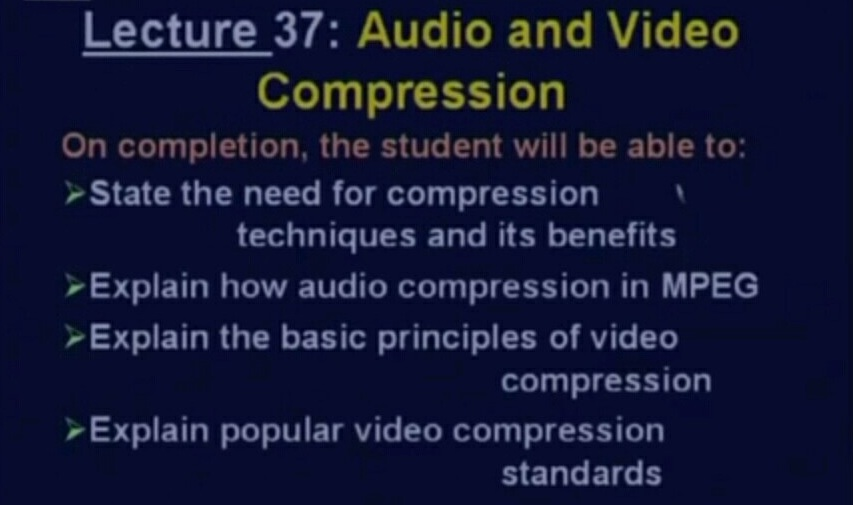 Lecture 37: Audio and Video
Compression
On completion, the student will be able to:
➢State the need for compression
techniques and its benefits
➢Explain how audio compression in MPEG
➢Explain the basic principles of video
compression
➢Explain popular video compression
standards